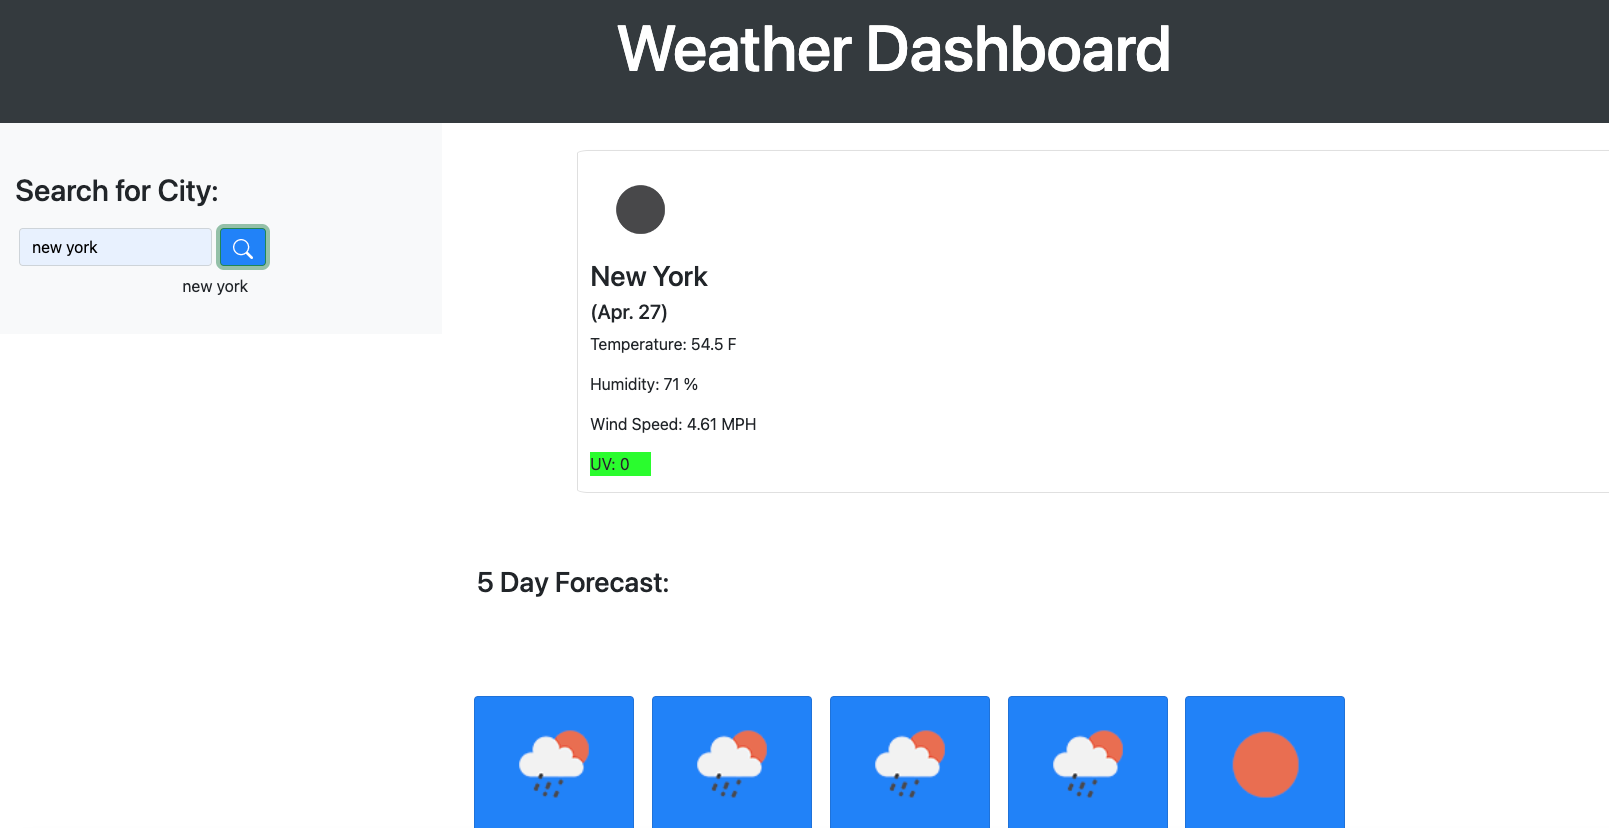 Weather Dashboard
Search for City:
new york
new york
New York
(Apr. 27)
Temperature: 54.5 F
Humidity: 71 %
Wind Speed: 4.61 MPH
UV: 0
5 Day Forecast: